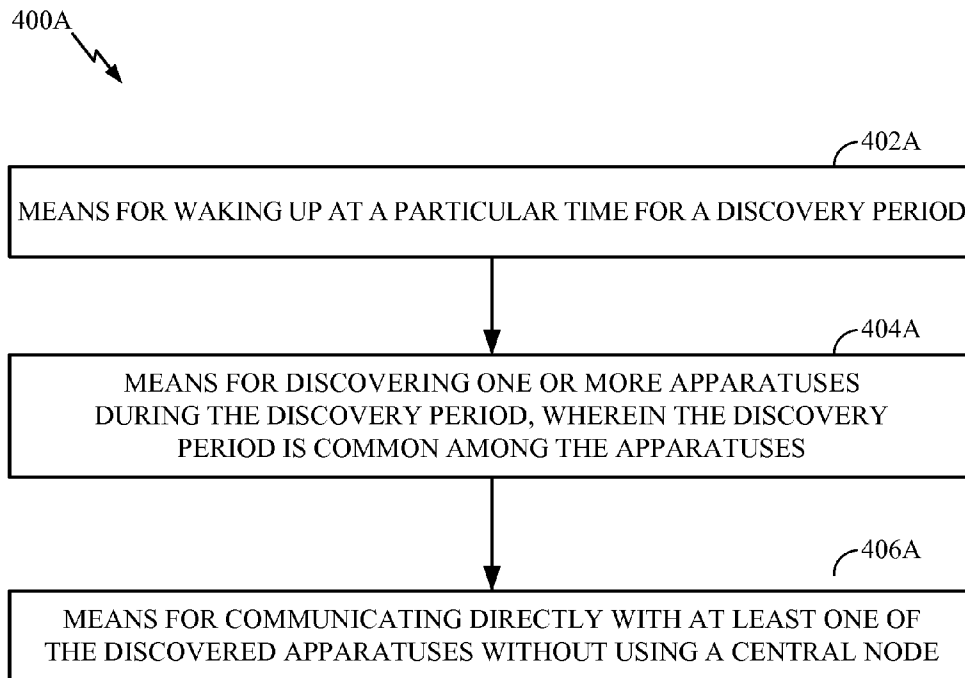 400A
402A
MEANS FOR WAKING UP AT A PARTICULAR TIME FOR A DISCOVERY PERIOD
404A
MEANS FOR DISCOVERING ONE OR MORE APPARATUSES
DURING THE DISCOVERY PERIOD, WHEREIN THE DISCOVERY
PERIOD IS COMMON AMONG THE APPARATUSES
406A
MEANS FOR COMMUNICATING DIRECTLY WITH AT LEAST ONE OF
THE DISCOVERED APPARATUSES WITHOUT USING A CENTRAL NODE